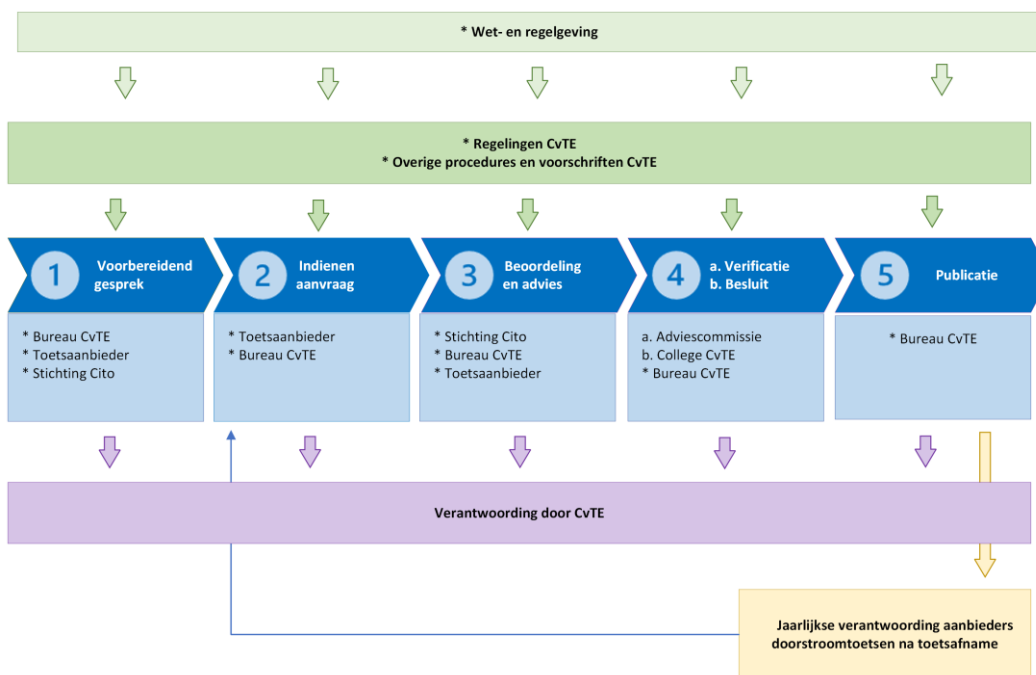 * Wet- en regelgeving
* Regelingen CvTE
* Overige procedures en voorschriften CvTE
1
Voorbereidend
gesprek
2
Indienen
aanvraag
3
Beoordeling
en advies
4
a. Verificatie
b. Besluit
5
Publicatie
* Bureau CvTE
* Toetsaanbieder
* Stichting Cito
* Toetsaanbieder
* Bureau CvTE
* Stichting Cito
* Bureau CvTE
* Toetsaanbieder
a. Adviescommissie
b. College CvTE
* Bureau CvTE
* Bureau CvTE
Verantwoording door CvTE
Jaarlijkse verantwoording aanbieders
doorstroomtoetsen na toetsafname